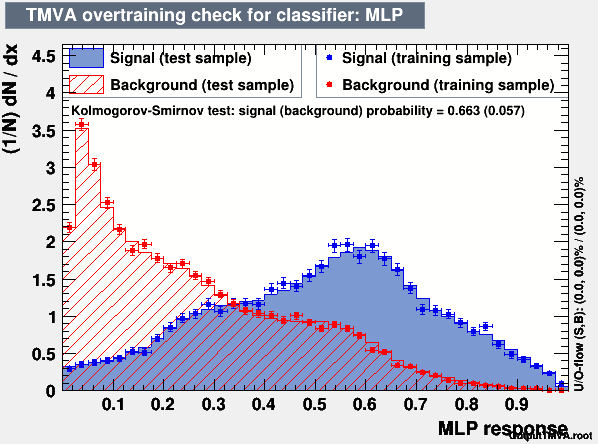 TMVA overtraining check for classifier: MLP
(1/N) dN / dx
Signal (test sample)
Background (test sample)
Signal (training sample)
Background (training sample)
Kolmogorov-Smirnov test: signal (background) probability = 0.663 (0.057)
4.5
4
3.5
3
2.5
2
1.5
1
0.5
0
0.1 0.2 0.3 0.4 0.5 0.6 0.7 0.8 0.9
MLP response
U/O-flow (S,B): (0.0, 0.0)% / (0.0, 0.0)%
OutputTMVA.root